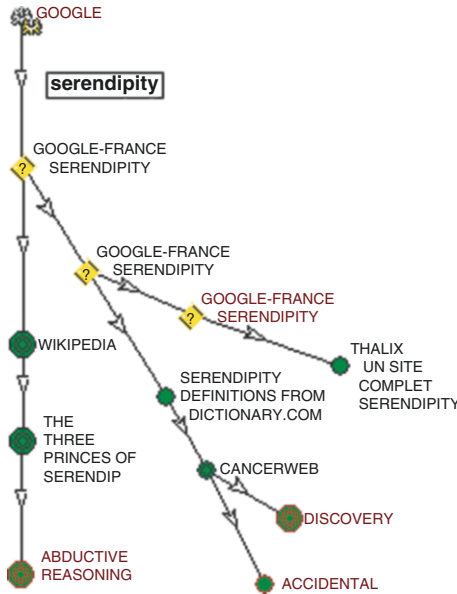 GOOGLE
serendipity
GOOGLE-FRANCE
SERENDIPITY
?
GOOGLE-FRANCE
SERENDIPITY
?
GOOGLE-FRANCE
SERENDIPITY
?
WIKIPEDIA
THALIX
UN SITE
COMPLET
SERENDIPITY
SERENDIPITY
DEFINITIONS FROM
DICTIONARY.COM
THE
THREE
PRINCES OF
SERENDIP
CANCERWEB
DISCOVERY
ABDUCTIVE
REASONING
ACCIDENTAL